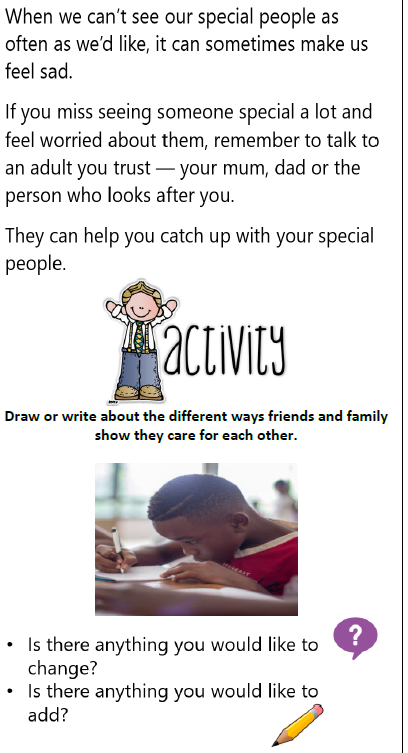 When we can't see our special people as
often as we'd like, it can sometimes make us
feel sad.
If you miss seeing someone special a lot and
feel worried about them, remember to talk to
an adult you trust — your mum, dad or the
person who looks after you.
They can help you catch up with your special
people.
activity
Draw or write about the different ways friends and family
show they care for each other.
• Is there anything you would like to
change?
?
• Is there anything you would like to
add?